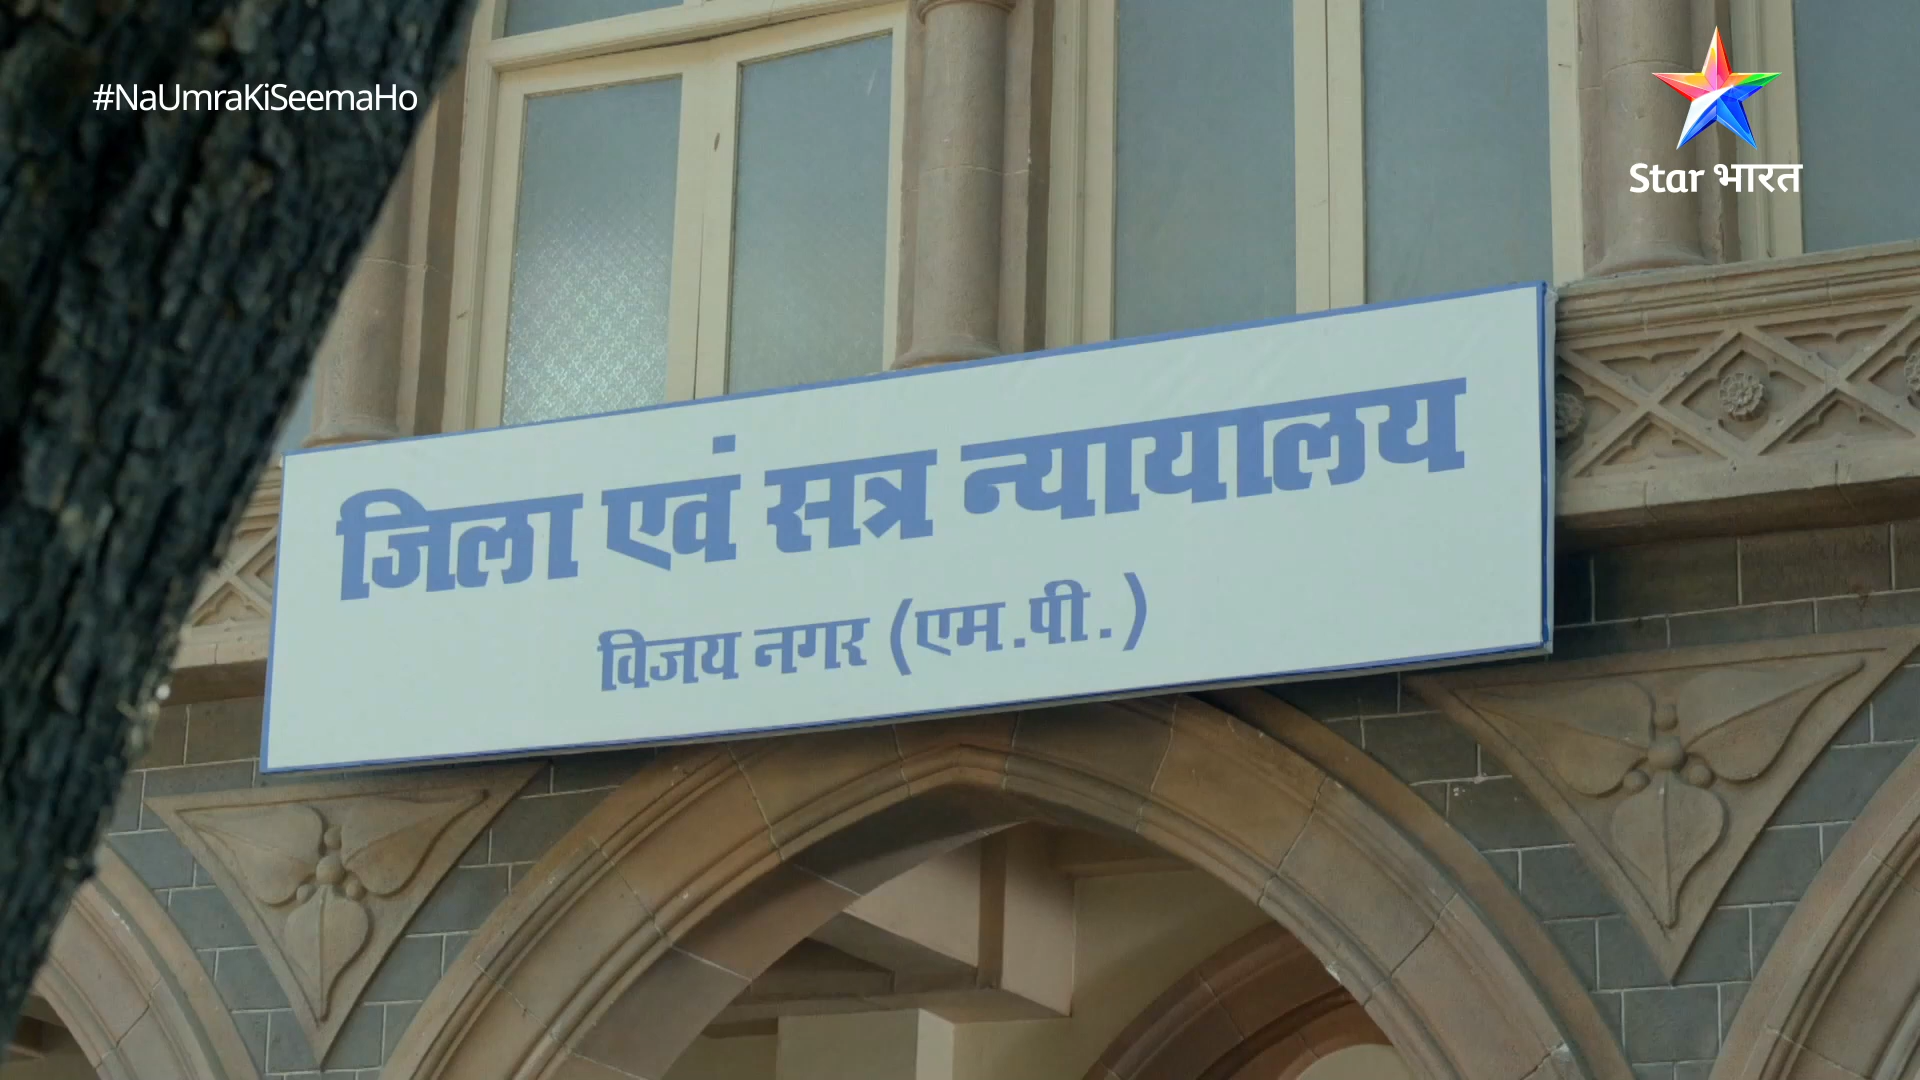 #NaUmraKiSeemaHo
Star भारत
जिला एवं सत्र न्यायालय
विजय नगर (एम.पी.)